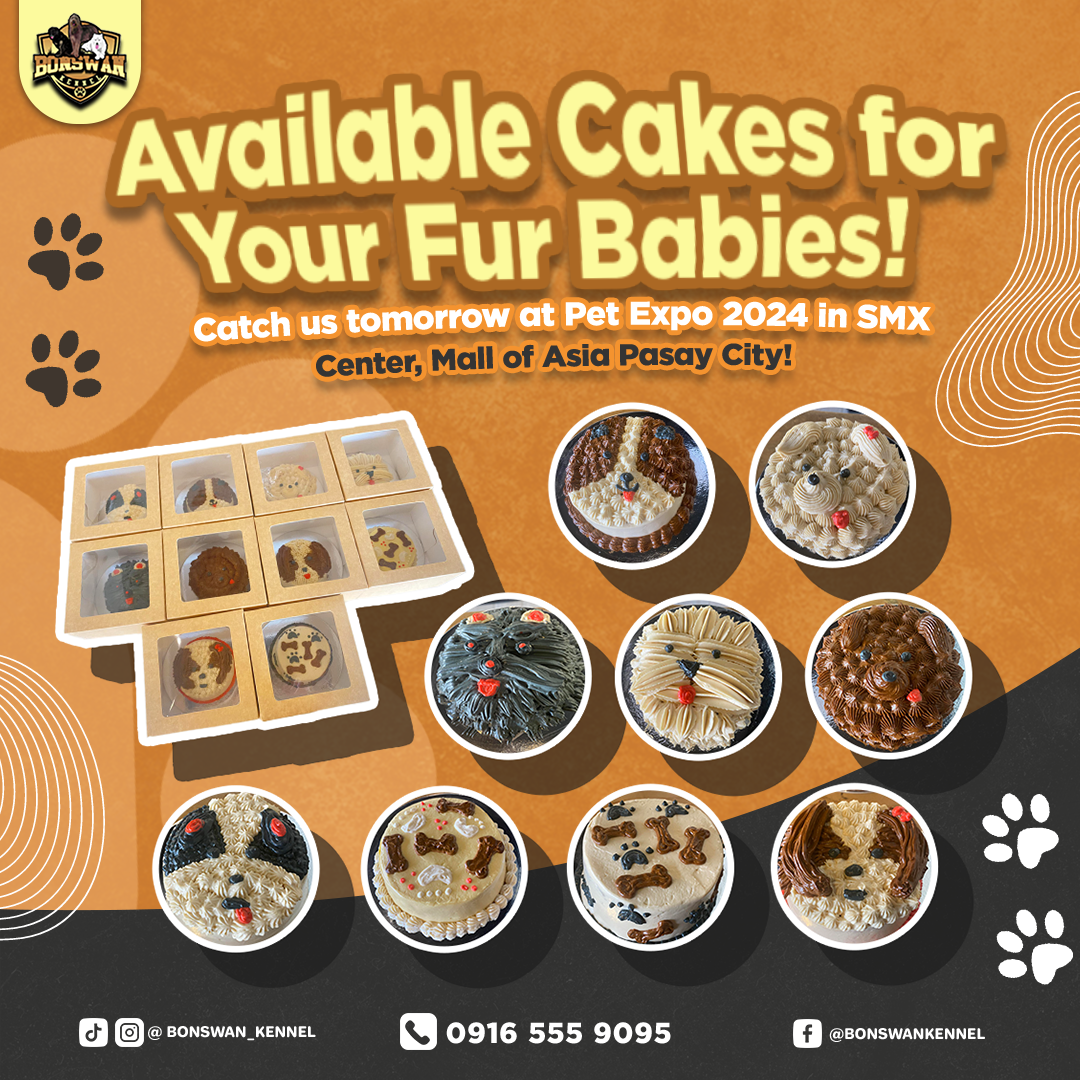 BONSWAN
KENNEL
Available Cakes for
Your Fur Babies!
Catch us tomorrow at Pet Expo 2024 in SMX
Center, Mall of Asia Pasay City!
@ BONSWAN_KENNEL
0916 555 9095
@BONSWANKENNEL